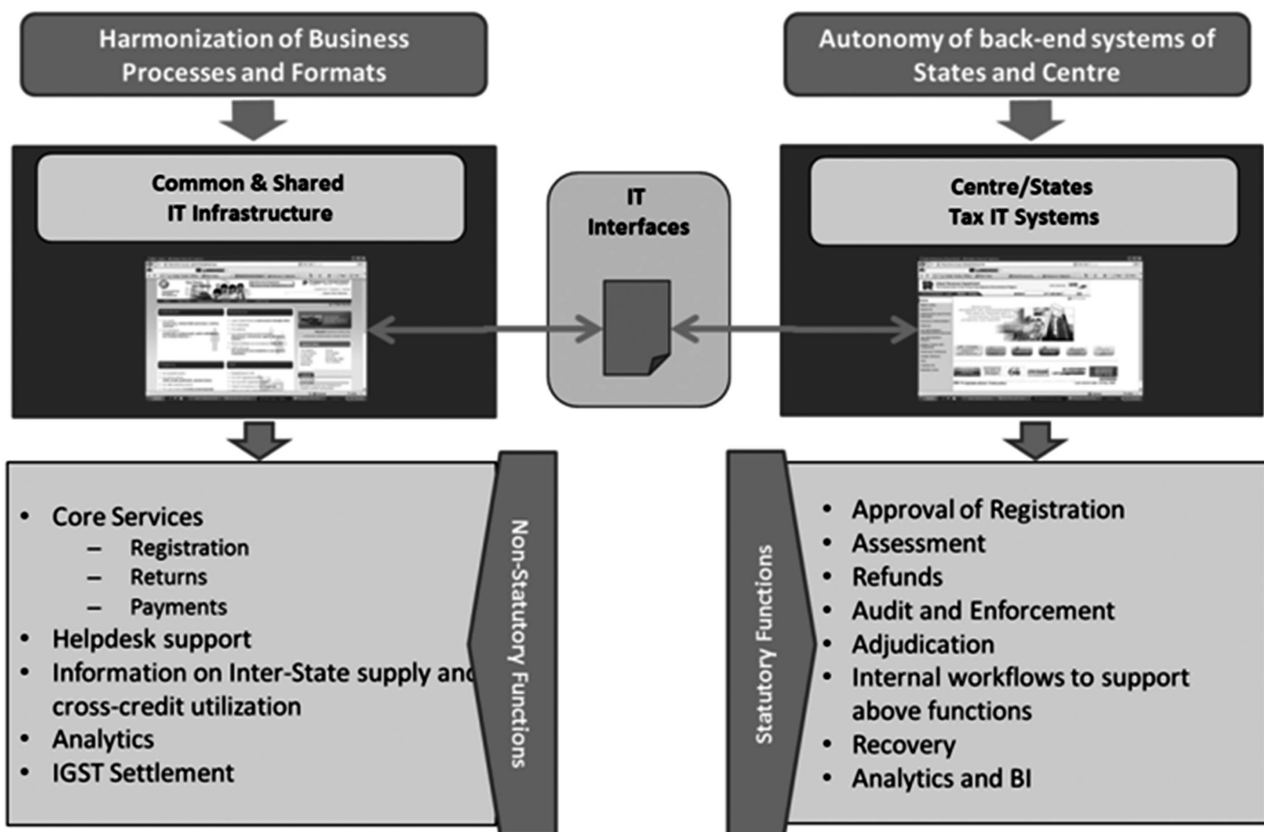 Harmonization of Business
Processes and Formats
Autonomy of back-end systems of
States and Centre
Common & Shared
IT Infrastructure
IT
Interfaces
Centre/States
Tax IT Systems
• Core Services
– Registration
– Returns
– Payments
• Helpdesk support
• Information on Inter-State supply and
cross-credit utilization
• Analytics
• IGST Settlement
Non-Statutory Functions
Statutory Functions
• Approval of Registration
• Assessment
• Refunds
• Audit and Enforcement
• Adjudication
• Internal workflows to support
above functions
• Recovery
• Analytics and BI